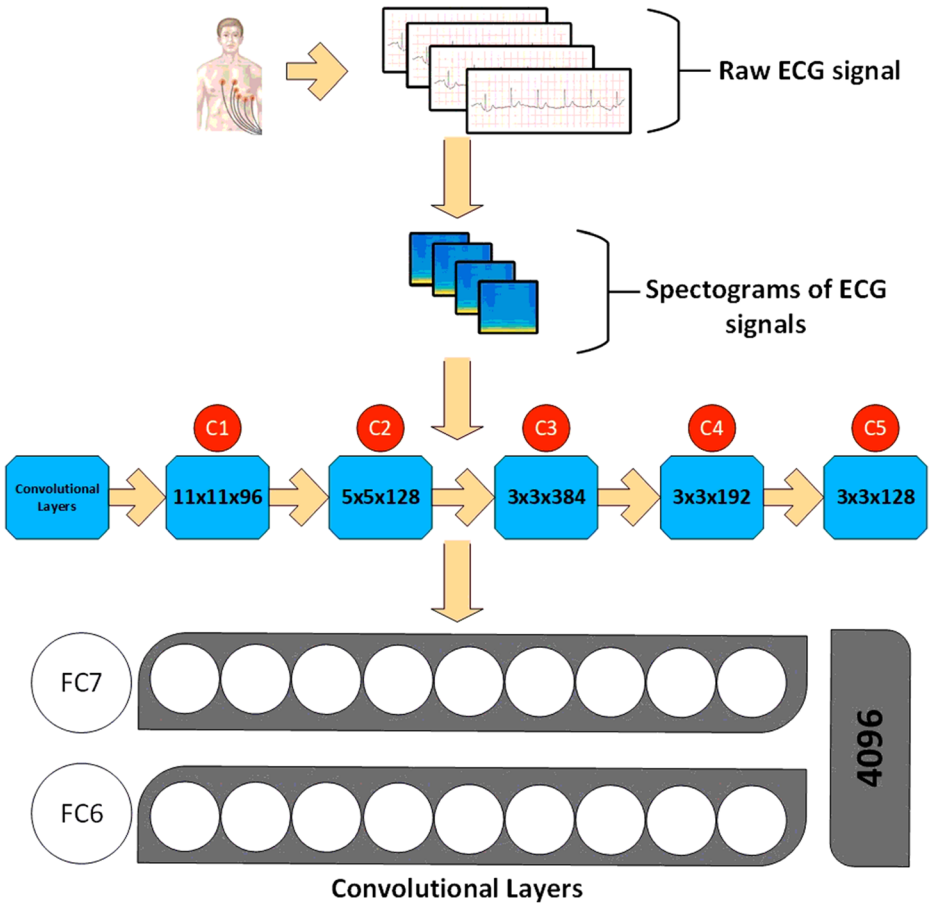 Raw ECG signal
Spectograms of ECG
signals
C1
C2
C3
C4
C5
Convolutional
Layers
11x11x96
5x5x128
3x3x384
3x3x192
3x3x128
FC7
4096
FC6
Convolutional Layers